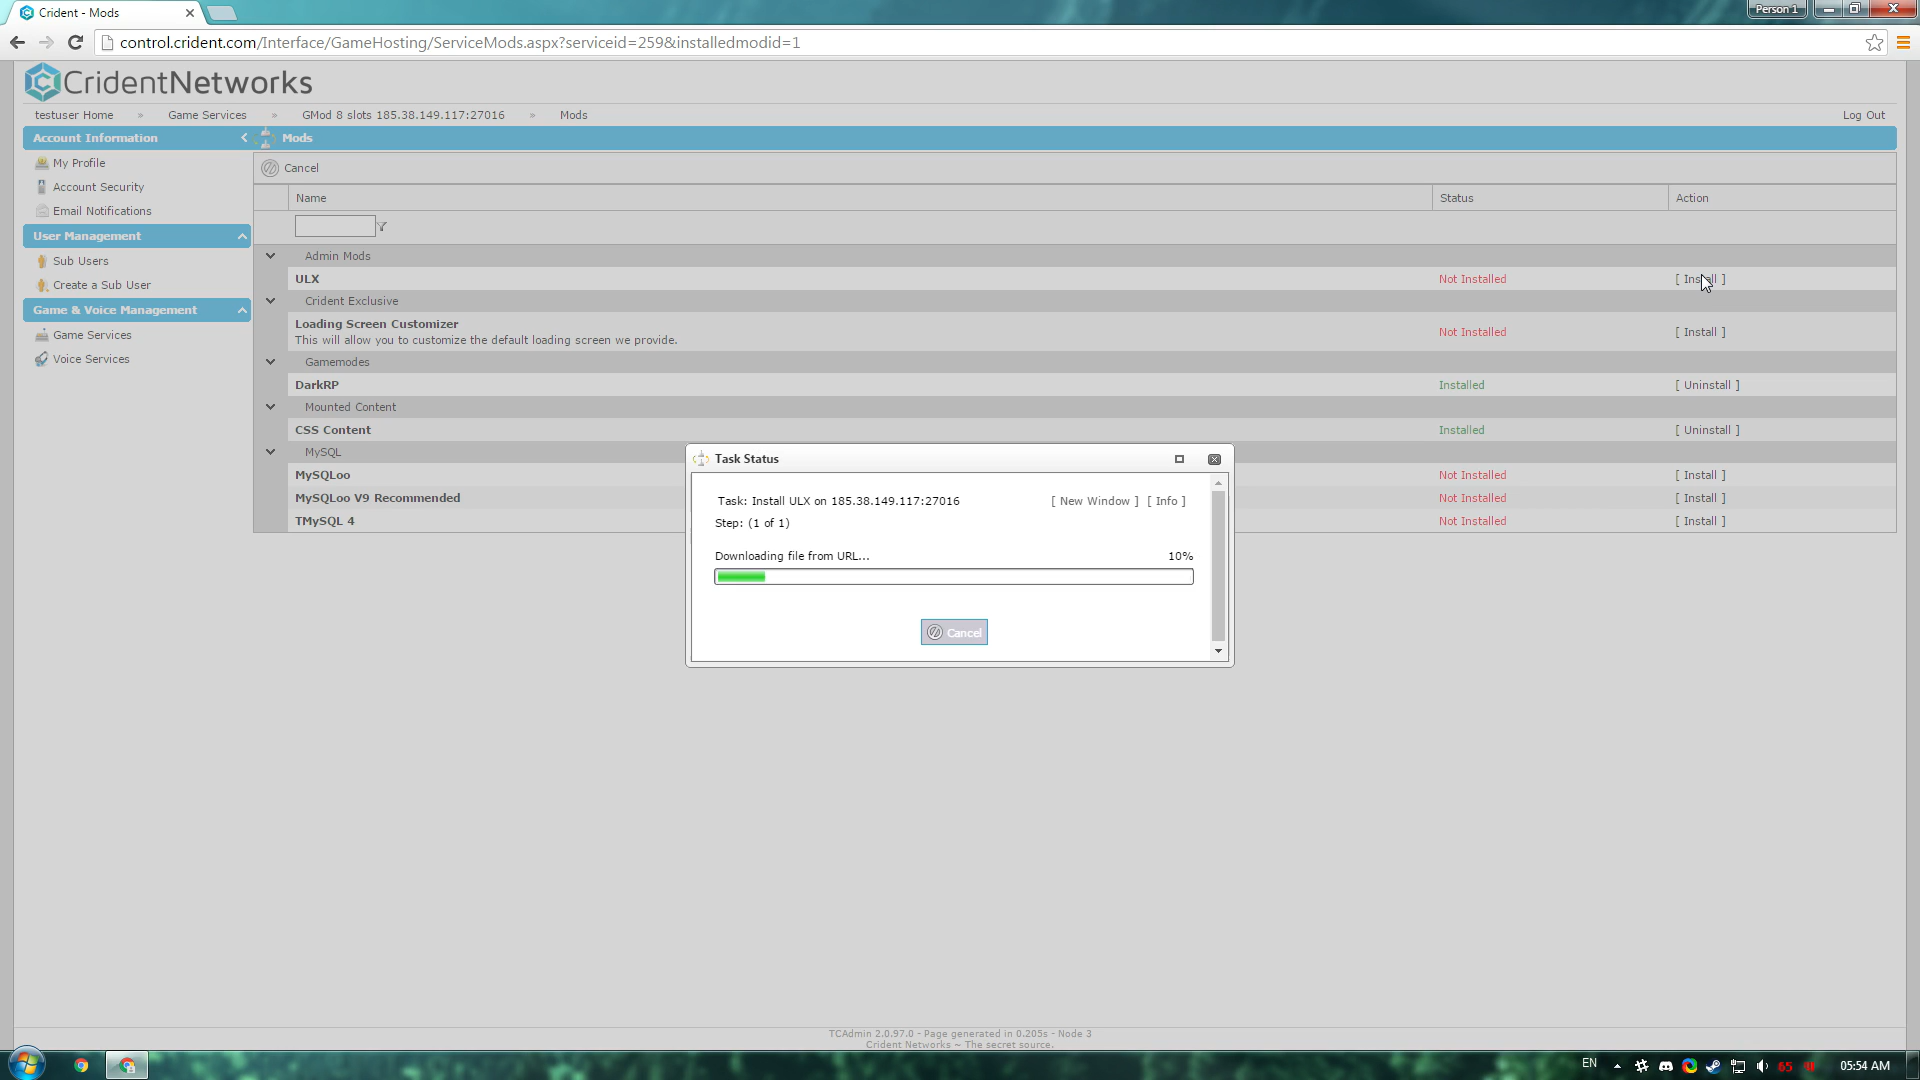 Crident - Mods
Person 1
control.crident.com/Interface/GameHosting/ServiceMods.aspx?serviceid=259&installedmodid=1
CridentNetworks
testuser Home » Game Services » GMod 8 slots 185.38.149.117:27016 » Mods Log Out
Account Information
My Profile
Account Security
Email Notifications
User Management
Sub Users
Create a Sub User
Game & Voice Management
Game Services
Voice Services
Mods
Cancel
Name Status Action
Admin Mods
ULX Not Installed [ Install ]
Crident Exclusive
Loading Screen Customizer
This will allow you to customize the default loading screen we provide.
Not Installed [ Install ]
Gamemodes
DarkRP Installed [ Uninstall ]
Mounted Content
CSS Content Installed [ Uninstall ]
MySQL
MySQLoo Not Installed [ Install ]
MySQLoo V9 Recommended Not Installed [ Install ]
TMySQL 4 Not Installed [ Install ]
Task Status
Task: Install ULX on 185.38.149.117:27016 [ New Window ] [ Info ]
Step: (1 of 1)
Downloading file from URL... 10%
Cancel
TCAdmin 2.0.97.0 - Page generated in 0.205s - Node 3
Crident Networks ~ The secret source.
EN 65 05:54 AM